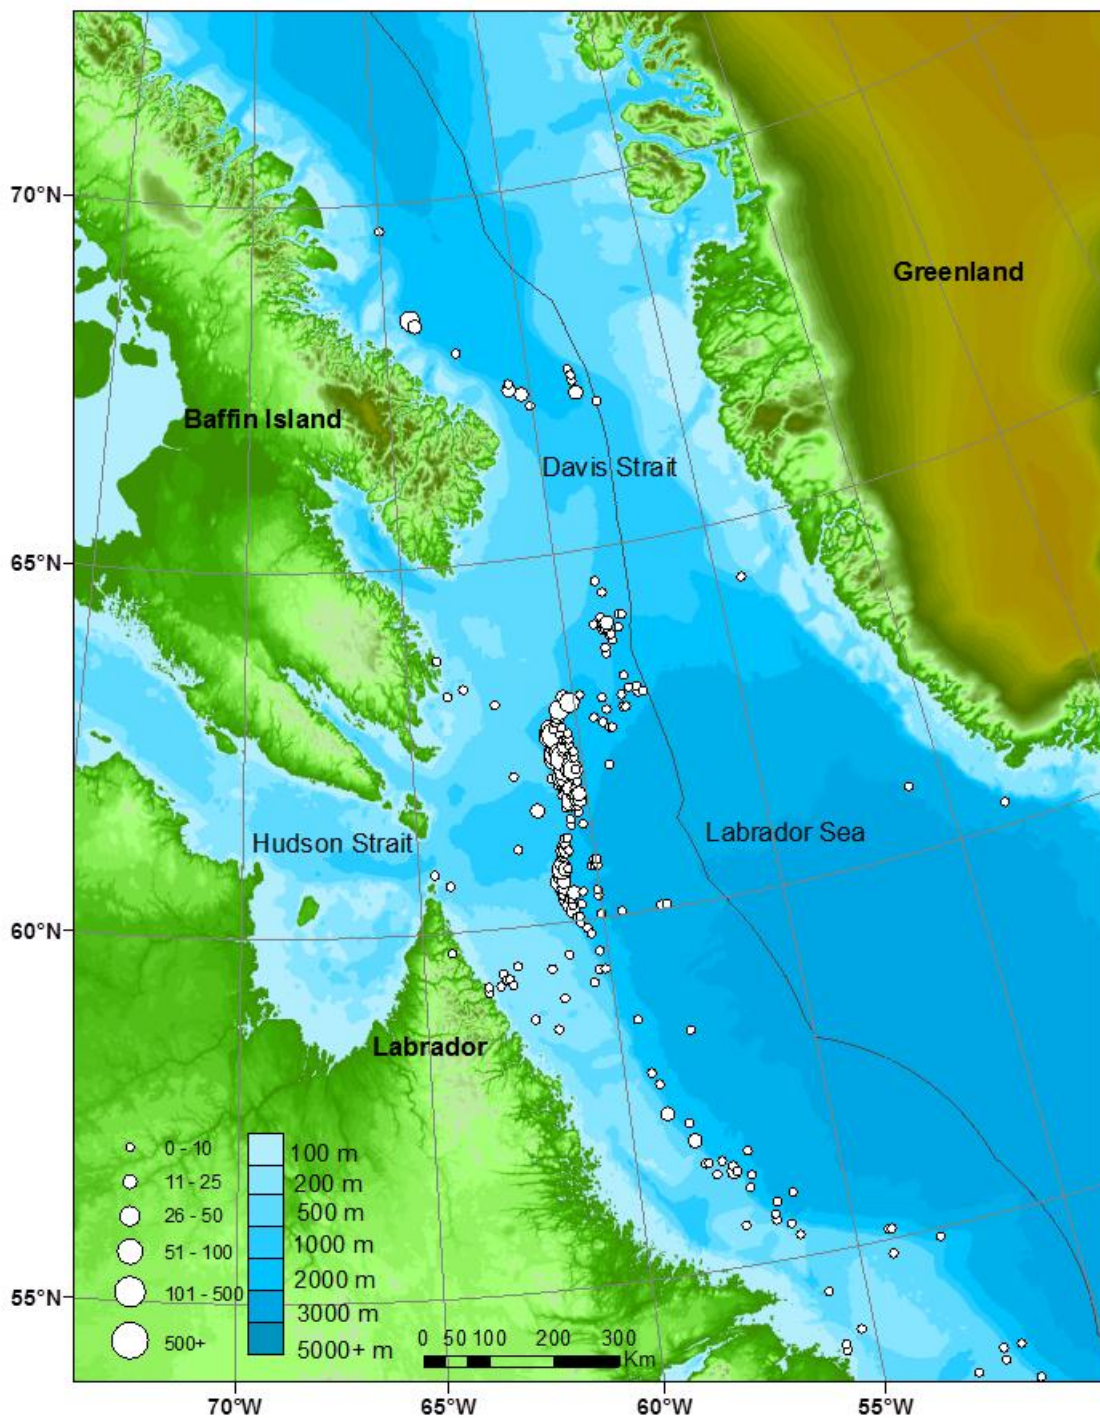 70°N
Greenland
Baffin Island
Davis Strait
65°N
Labrador Sea
Hudson Strait
60°N
Labrador
0 - 10
11 - 25
26 - 50
51 - 100
101 - 500
500+
100 m
200 m
500 m
1000 m
2000 m
3000 m
5000+ m
55°N
0 50 100 200 300
Km
70°W 65°W 60°W 55°W